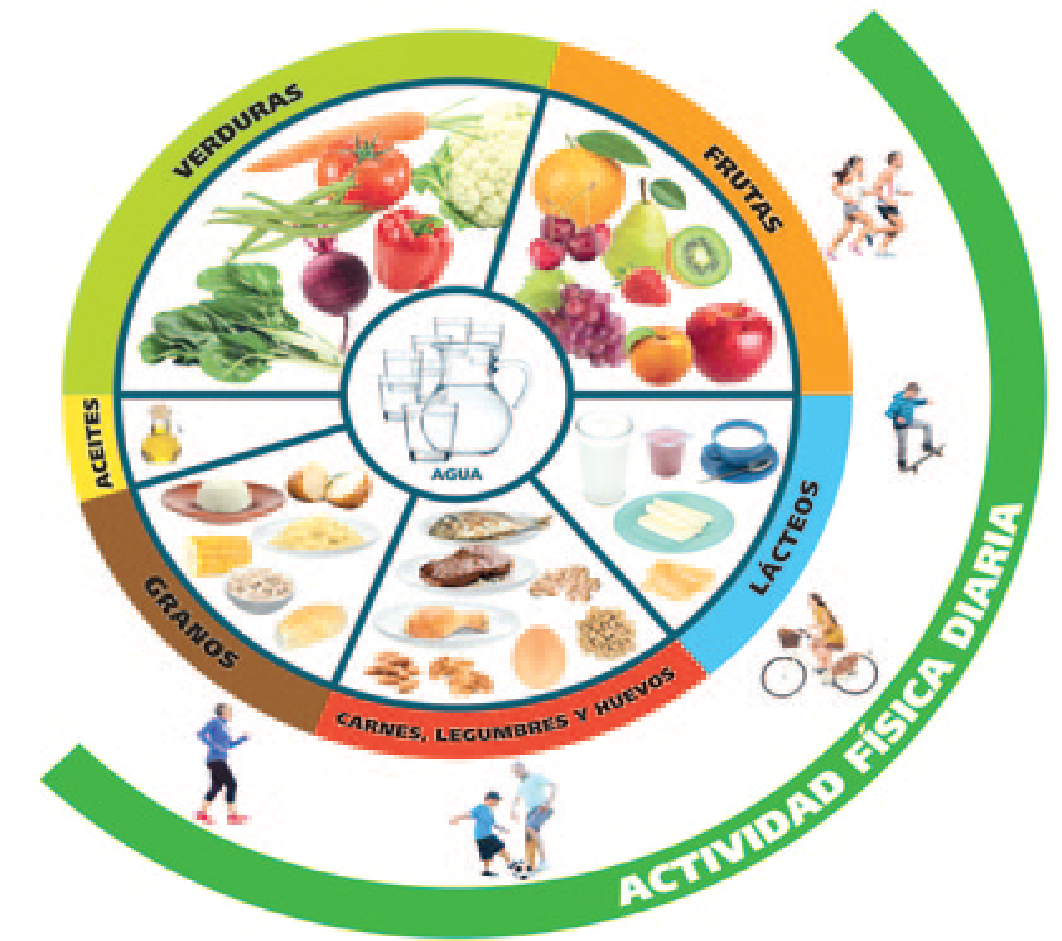 VERDURAS
FRUTAS
ACEITES
AGUA
LÁCTEOS
GRANOS
CARNES, LEGUMBRES Y HUEVOS
ACTIVIDAD FÍSICA DIARIA